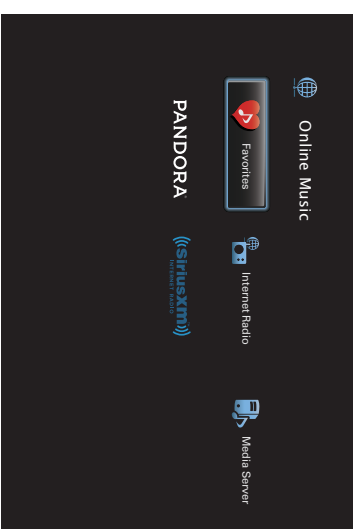 Online Music
Favorites
Internet Radio
Media Server
PANDORA
((SiriusXM))
INTERNET RADIO